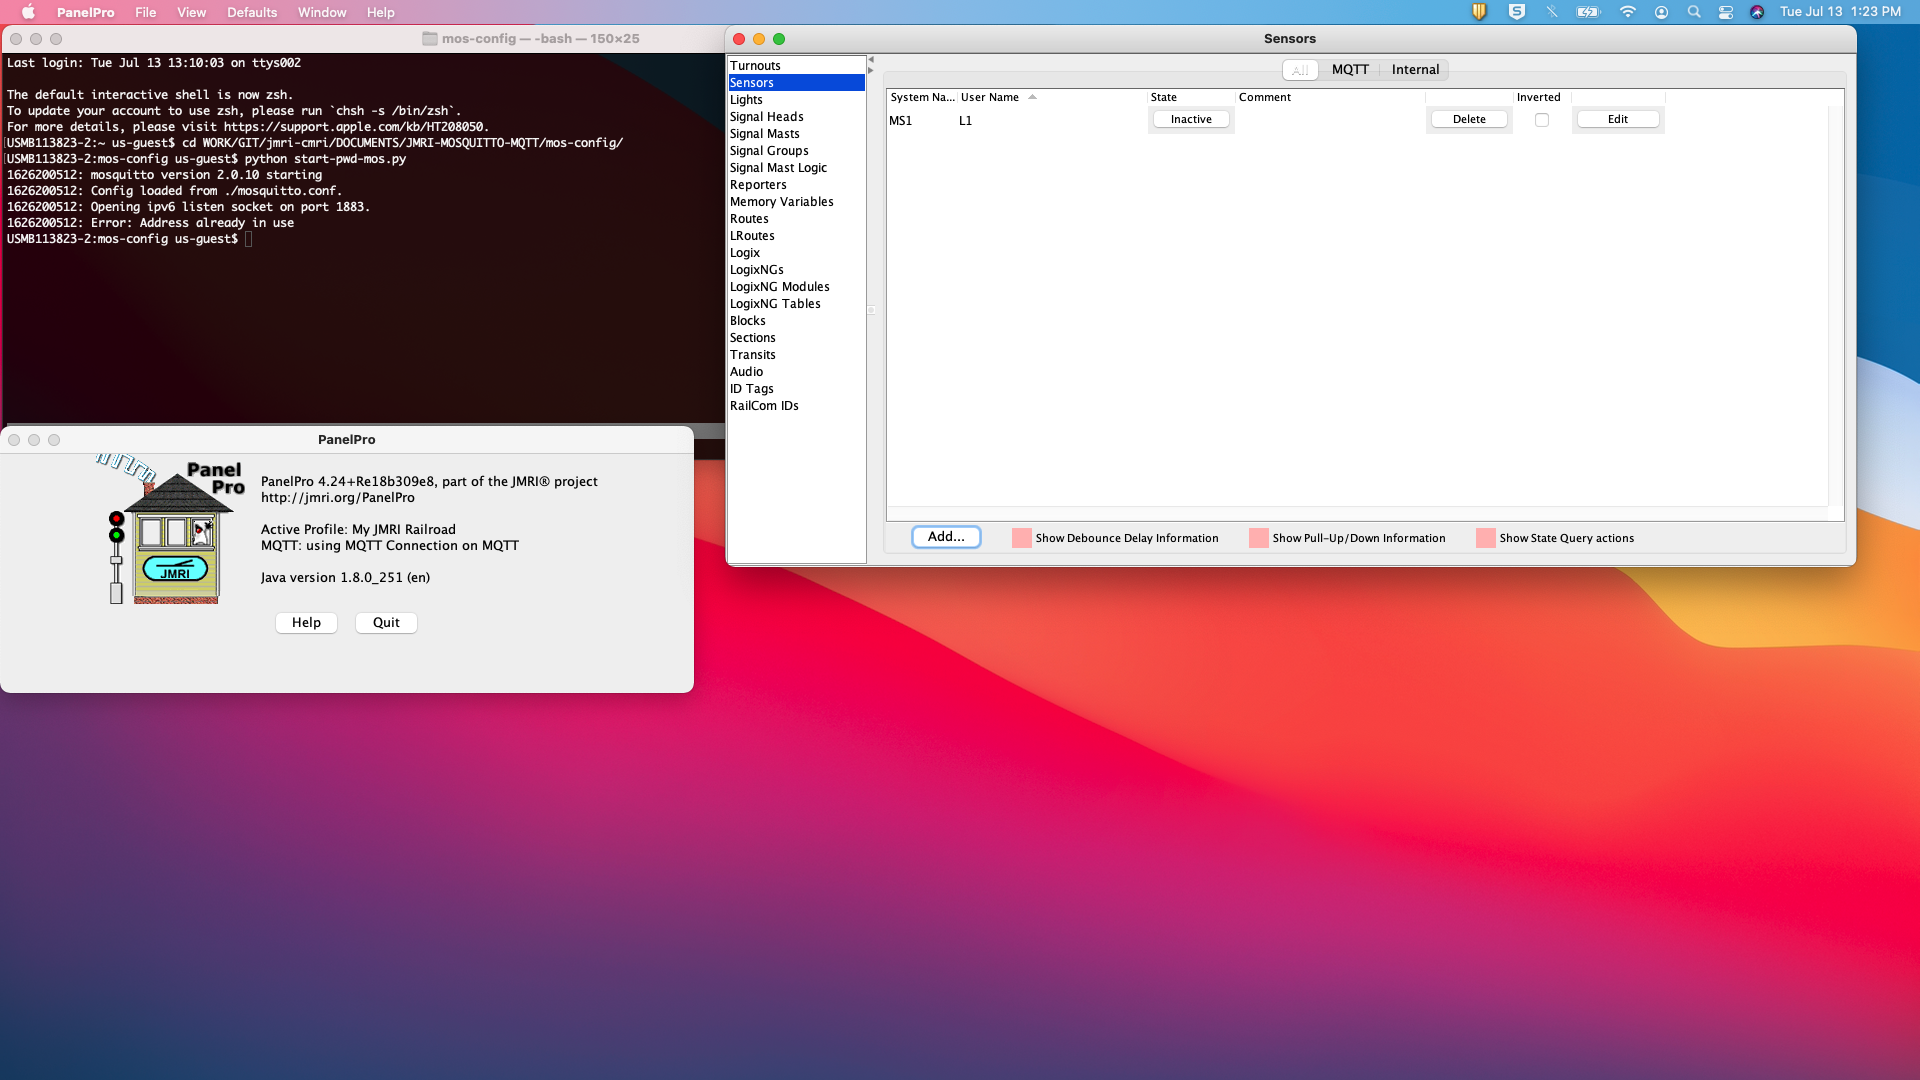 PanelPro File View Defaults Window Help
Tue Jul 13 1:23 PM
mos-config — -bash — 150×25
Last login: Tue Jul 13 13:10:03 on ttys002
The default interactive shell is now zsh.
To update your account to use zsh, please run `chsh -s /bin/zsh`.
For more details, please visit https://support.apple.com/kb/HT208050.
[USMB113823-2:~ us-guest$ cd WORK/GIT/jmri-cmri/DOCUMENTS/JMRI-MOSQUITTO-MQTT/mos-config/
[USMB113823-2:mos-config us-guest$ python start-pwd-mos.py
1626200512: mosquitto version 2.0.10 starting
1626200512: Config loaded from ./mosquitto.conf.
1626200512: Opening ipv6 listen socket on port 1883.
1626200512: Error: Address already in use
USMB113823-2:mos-config us-guest$
PanelPro
Panel
Pro
JMRI
PanelPro 4.24+Re18b309e8, part of the JMRI® project
http://jmri.org/PanelPro
Active Profile: My JMRI Railroad
MQTT: using MQTT Connection on MQTT
Java version 1.8.0_251 (en)
Help Quit
Sensors
Turnouts
Sensors
Lights
Signal Heads
Signal Masts
Signal Groups
Signal Mast Logic
Reporters
Memory Variables
Routes
LRoutes
Logix
LogixNGs
LogixNG Modules
LogixNG Tables
Blocks
Sections
Transits
Audio
ID Tags
RailCom IDs
All MQTT Internal
System Na... User Name State Comment Inverted
MS1 L1 Inactive Delete Edit
Add... Show Debounce Delay Information Show Pull-Up/Down Information Show State Query actions